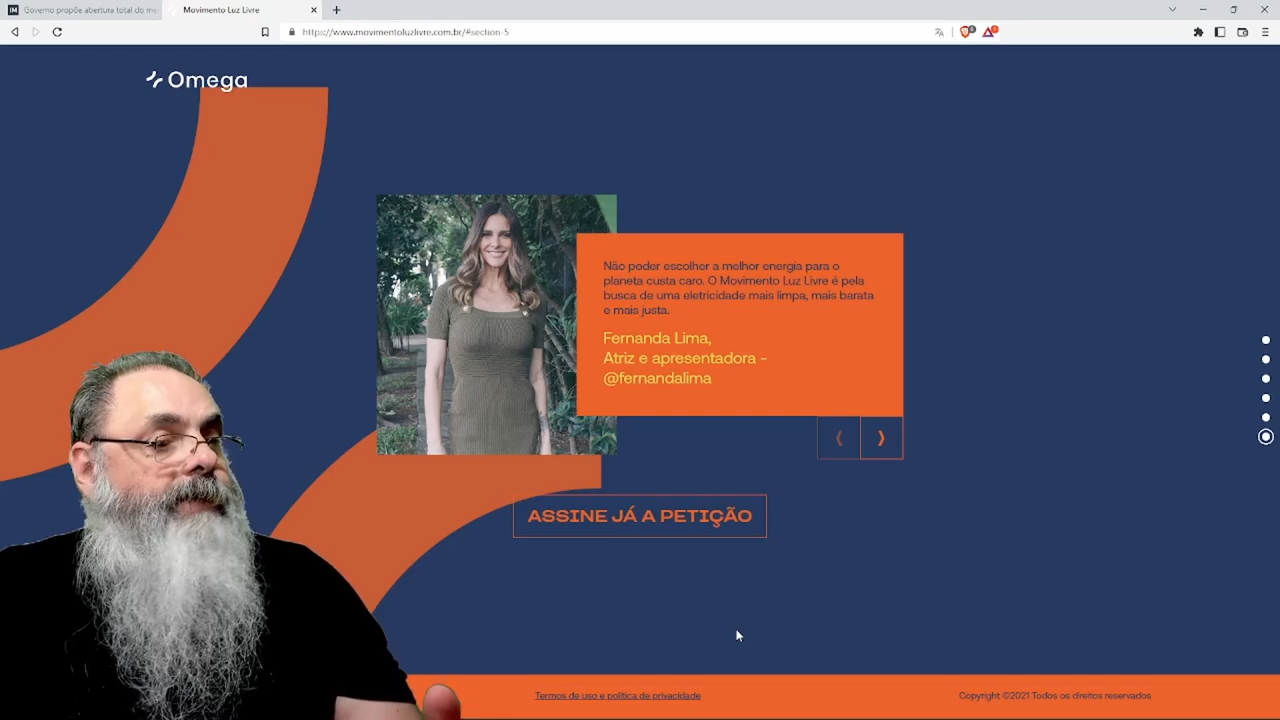 Governo propõe abertura total do me
Movimento Luz Livre
https://www.movimentoluzlivre.com.br/#section-5
Omega
Não poder escolher a melhor energia para o
planeta custa caro. O Movimento Luz Livre é pela
busca de uma eletricidade mais limpa, mais barata
e mais justa.
Fernanda Lima,
Atriz e apresentadora -
@fernandalima
ASSINE JÁ A PETIÇÃO
Termos de uso e política de privacidade
Copyright ©2021 Todos os direitos reservados